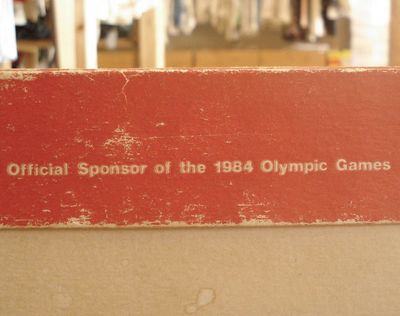 Official Sponsor of the 1984 Olympic Games